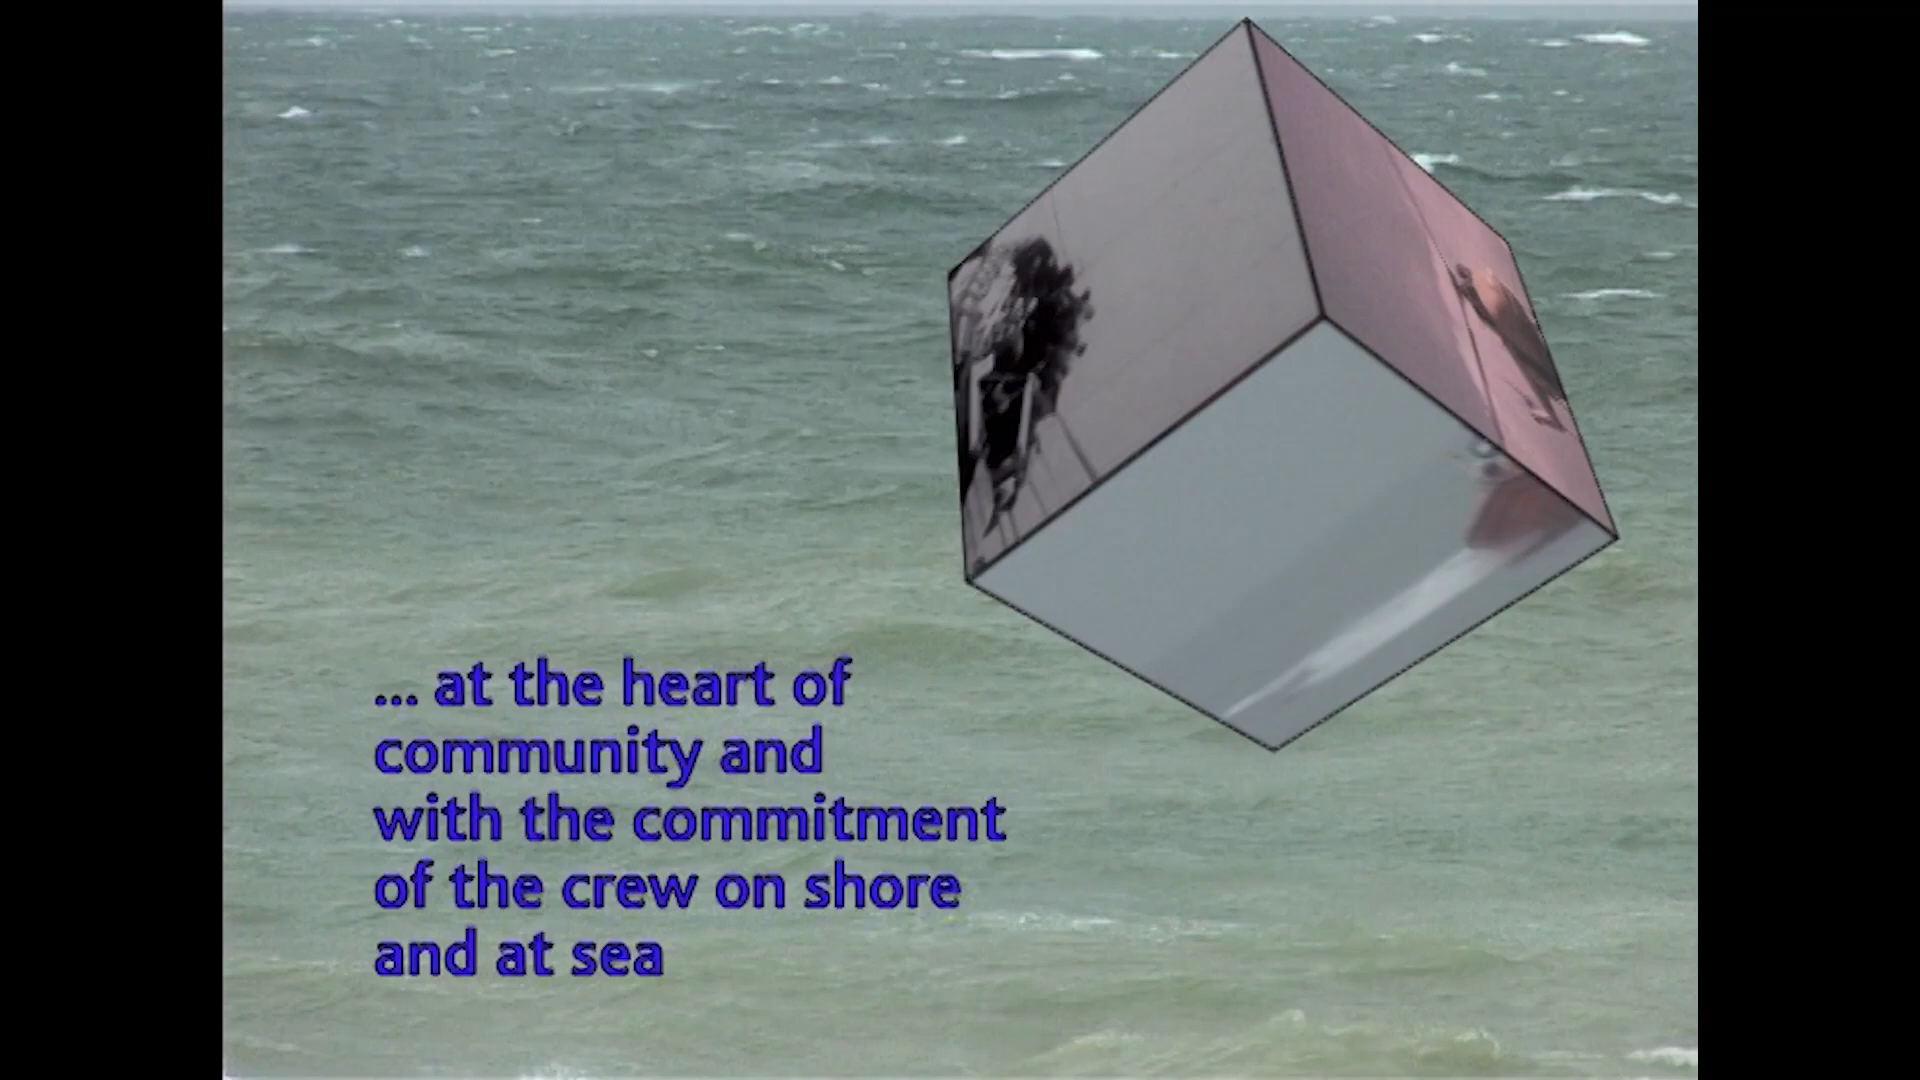 ... at the heart of
community and
with the commitment
of the crew on shore
and at sea